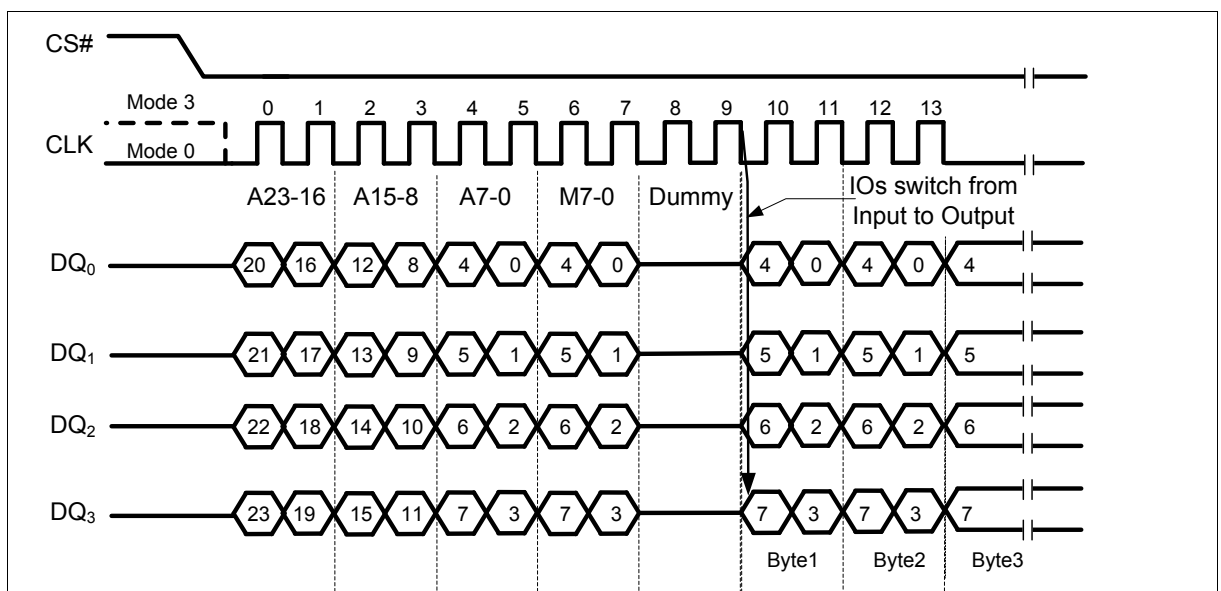 CS#
Mode 3
0 1 2 3 4 5 6 7 8 9 10 11 12 13
CLK
Mode 0
A23-16 A15-8 A7-0 M7-0 Dummy
IOs switch from
Input to Output
DQ₀ 20 16 12 8 4 0 4 0 4 0 4 0 4
DQ₁ 21 17 13 9 5 1 5 1 5 1 5 1 5
DQ₂ 22 18 14 10 6 2 6 2 6 2 6 2 6
DQ₃ 23 19 15 11 7 3 7 3 7 3 7 3 7
Byte1 Byte2 Byte3